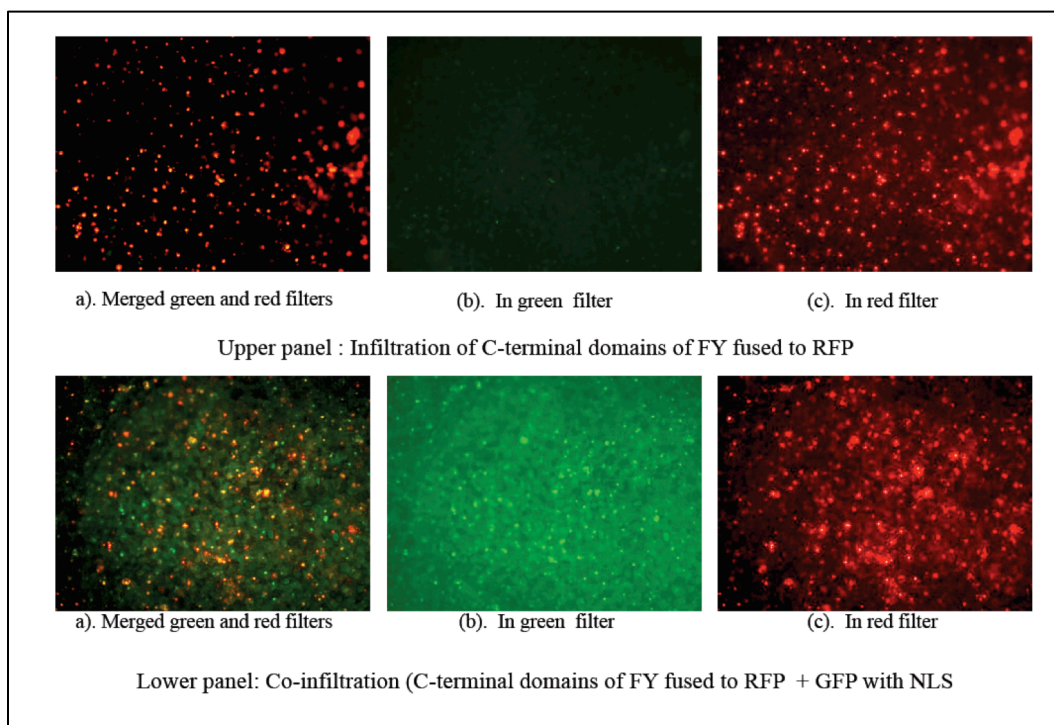 a). Merged green and red filters
(b).  In green  filter
(c).  In red filter
Upper panel : Infiltration of C-terminal domains of FY fused to RFP
a). Merged green and red filters
(b).  In green  filter
(c).  In red filter
Lower panel: Co-infiltration (C-terminal domains of FY fused to RFP  + GFP with NLS